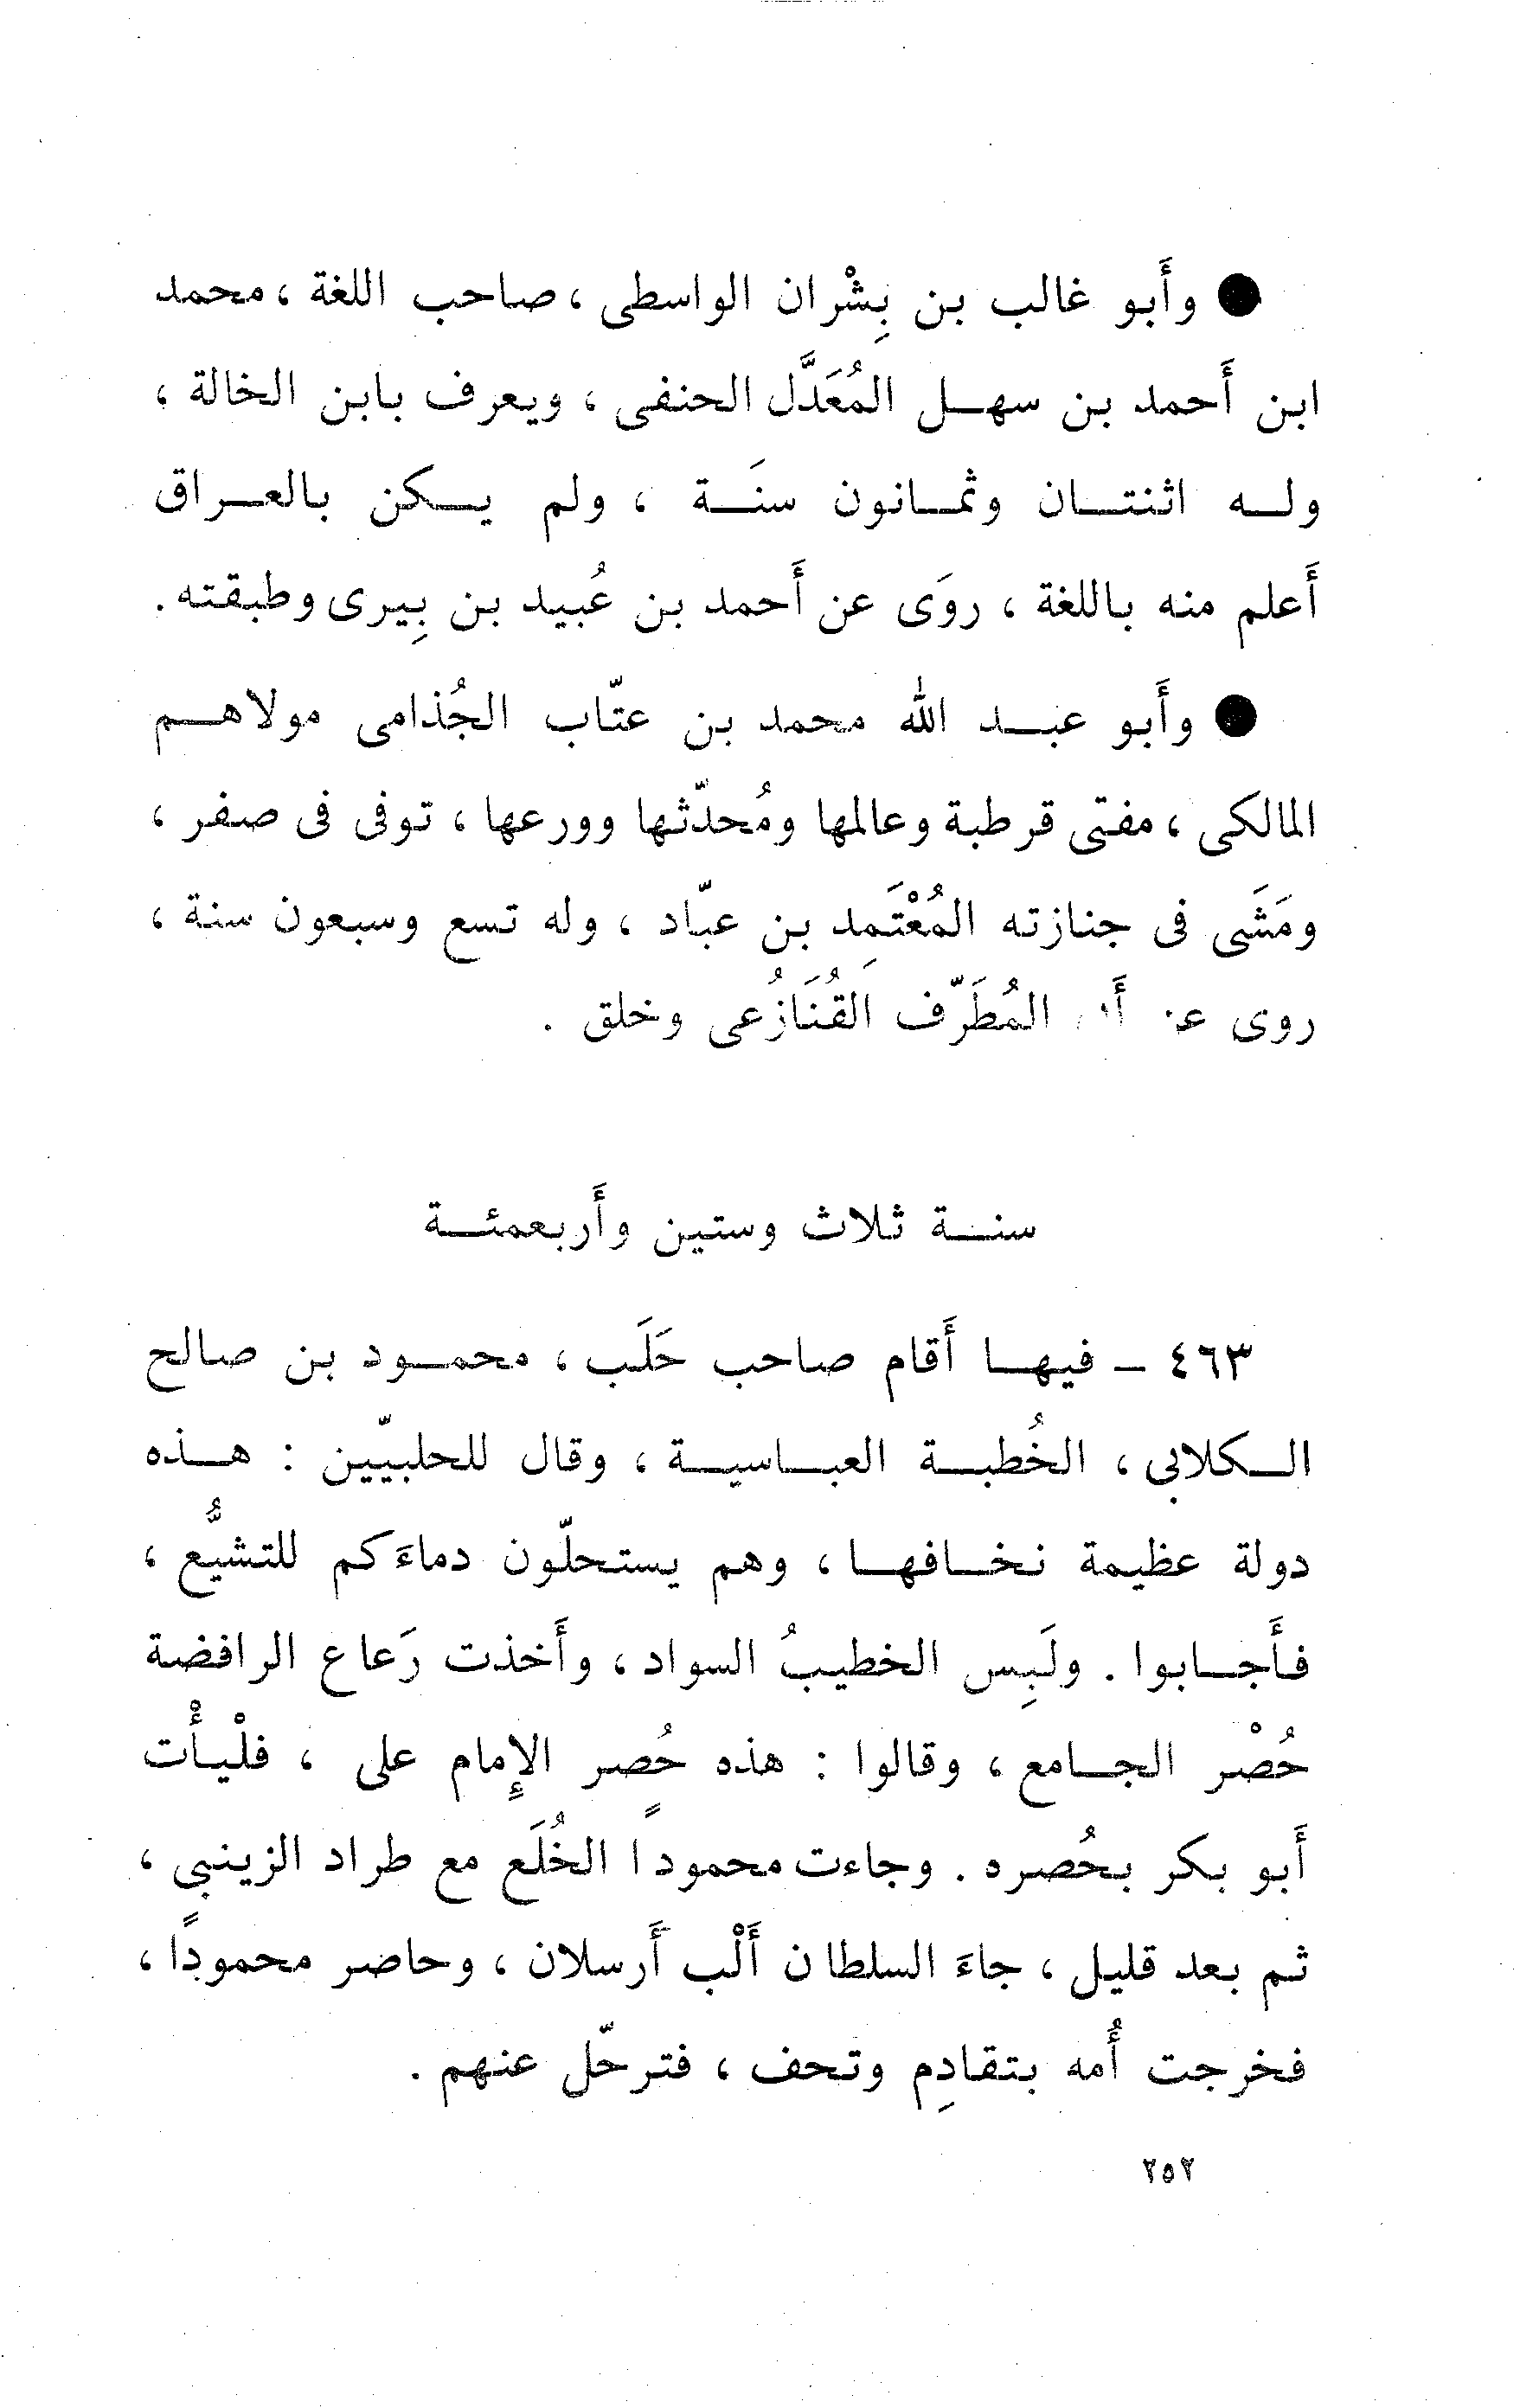 ● وأَبو غالب بن بِشْران الواسطى ، صاحب اللغة ، محمد
ابن أَحمد بن سهل المُعَدَّل الحنفى ، ويعرف بابن الخالة ،
وله اثنتان وثمانون سنَة ، ولم يكن بالعراق
أَعلم منه باللغة ، روَى عن أَحمد بن عُبيد بن بِيرى وطبقته .
● وأَبو عبد الله محمد بن عتّاب الجُذامى مولاهم
المالكى ، مفتى قرطبة وعالمها ومُحدّثها وورعها ، توفى فى صفر ،
ومَشَى فى جنازته المُعْتَمِد بن عبّاد ، وله تسع وسبعون سنة ،
روى المُطَرّف القُنَازُعى وخلق .
سنة ثلاث وستين وأَربعمئة
٤٦٣ - فيها أَقام صاحب حَلَب ، محمود بن صالح
الكلابى ، الخُطبة العباسية ، وقال للحلبيّين : هذه
دولة عظيمة نخافها ، وهم يستحلّون دماءَكم للتشيُّع ،
فأَجابوا . ولَبِس الخطيبُ السواد ، وأَخذت رَعاع الرافضة
حُصْر الجامع ، وقالوا : هذه حُصر الإِمام على ، فلْيأْت
أَبو بكر بحُصره . وجاءت محمودًا الخُلَع مع طراد الزينبى ،
ثم بعد قليل ، جاءَ السلطان أَلْب أَرسلان ، وحاصر محمودًا ،
فخرجت أُمه بتقادِم وتحف ، فترحّل عنهم .
٢٥٢